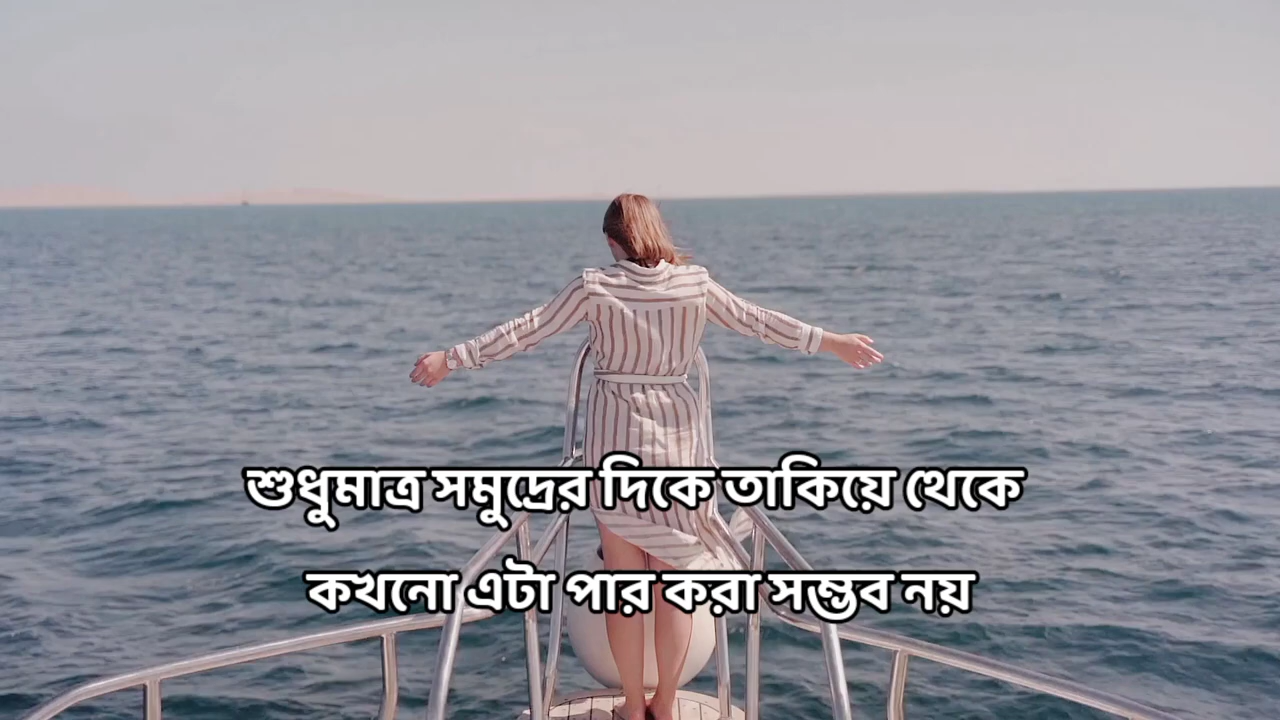 শুধুমাত্র সমুদ্রের দিকে তাকিয়ে থেকে
কখনো এটা পার করা সম্ভব নয়